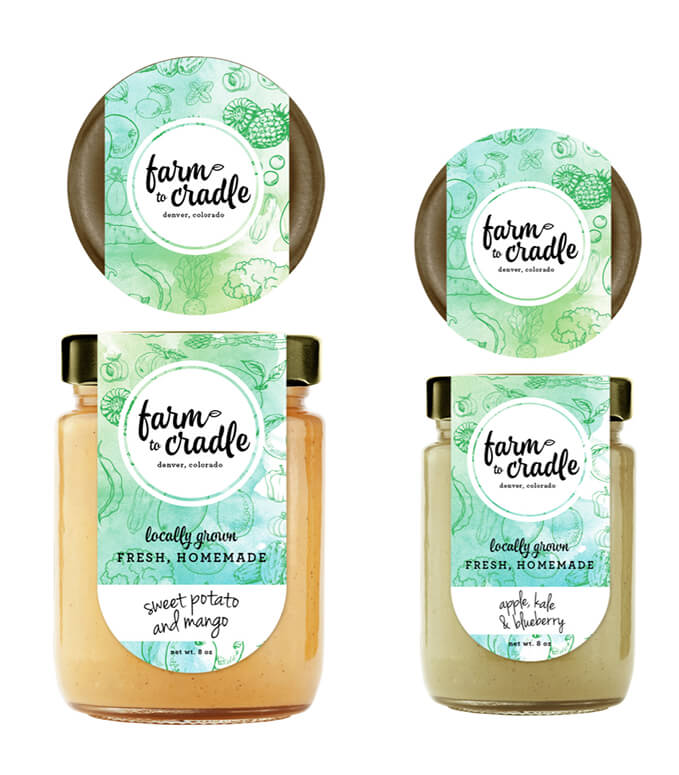 farm
to cradle
denver, colorado
farm
to cradle
denver, colorado
farm
to cradle
denver, colorado
locally grown
FRESH, HOMEMADE
sweet potato
and mango
net wt. 8 oz
farm
to cradle
denver, colorado
locally grown
FRESH, HOMEMADE
apple, kale
& blueberry
net wt. 8 oz